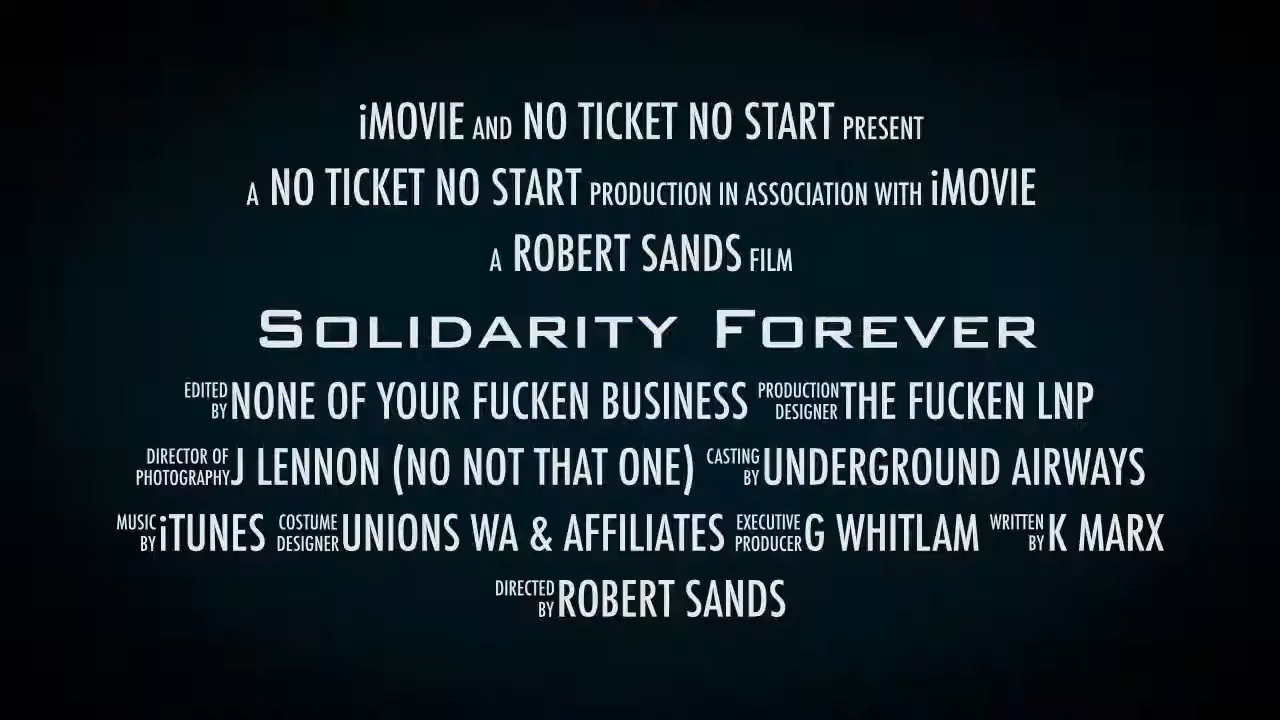 iMOVIE AND NO TICKET NO START PRESENT
A NO TICKET NO START PRODUCTION IN ASSOCIATION WITH iMOVIE
A ROBERT SANDS FILM
SOLIDARITY FOREVER
EDITED BY NONE OF YOUR FUCKEN BUSINESS PRODUCTION DESIGNER THE FUCKEN LNP
DIRECTOR OF PHOTOGRAPHY J LENNON (NO NOT THAT ONE) CASTING BY UNDERGROUND AIRWAYS
MUSIC BY iTUNES COSTUME DESIGNER UNIONS WA & AFFILIATES EXECUTIVE PRODUCER G WHITLAM WRITTEN BY K MARX
DIRECTED BY ROBERT SANDS